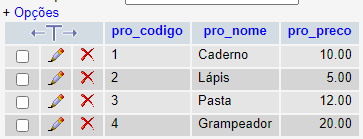 + Opções
pro_codigo pro_nome pro_preco
1 Caderno 10.00
2 Lápis 5.00
3 Pasta 12.00
4 Grampeador 20.00